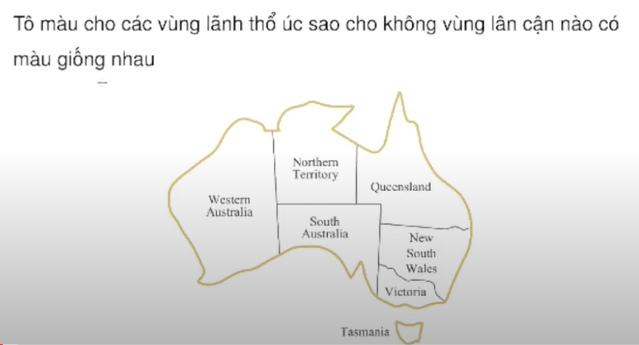 Tô màu cho các vùng lãnh thổ úc sao cho không vùng lân cận nào có
màu giống nhau
Northern
Territory
Queensland
Western
Australia
South
Australia
New
South
Wales
Victoria
Tasmania